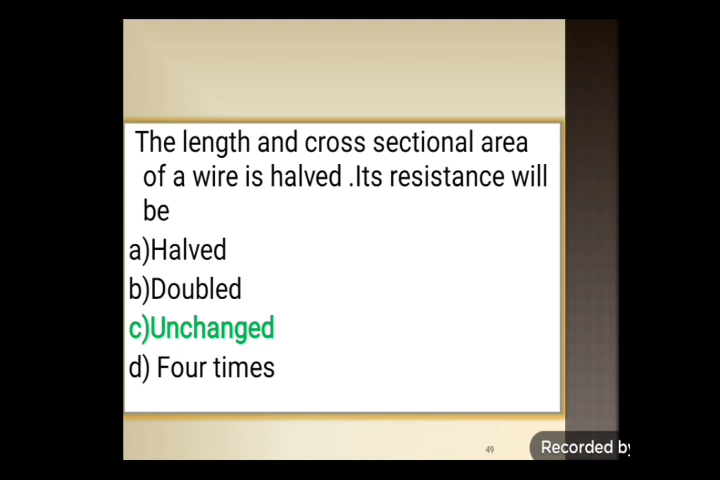 The length and cross sectional area
of a wire is halved .Its resistance will
be
a)Halved
b)Doubled
c)Unchanged
d) Four times
49
Recorded by